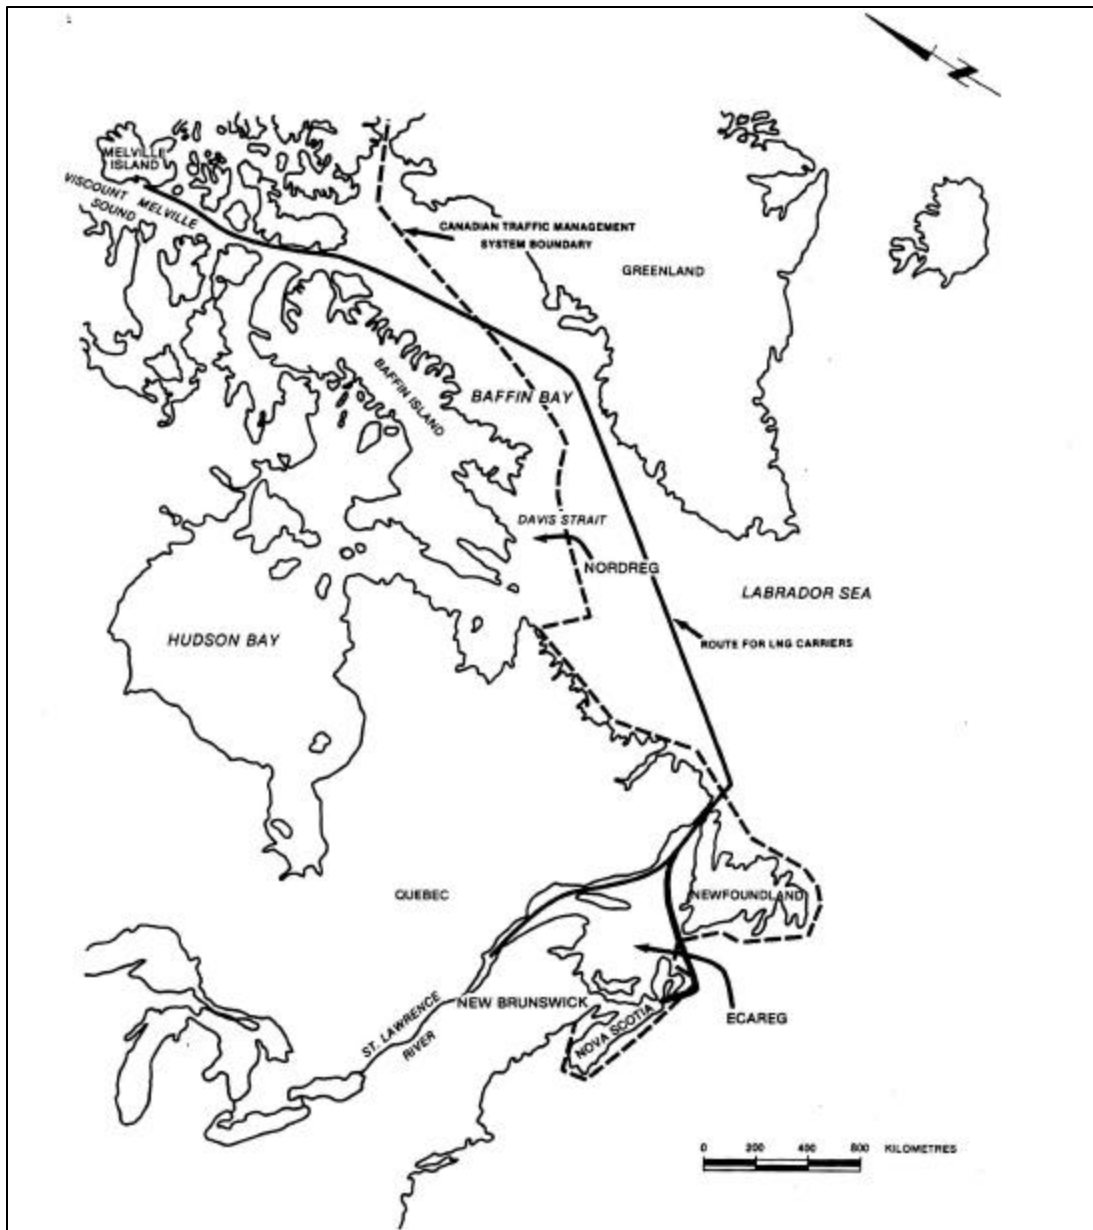 N
MELVILLE
ISLAND
VISCOUNT MELVILLE
SOUND
CANADIAN TRAFFIC MANAGEMENT
SYSTEM BOUNDARY
GREENLAND
BAFFIN ISLAND
BAFFIN BAY
DAVIS STRAIT
NORDREG
LABRADOR SEA
HUDSON BAY
ROUTE FOR LNG CARRIERS
QUEBEC
NEWFOUNDLAND
ST. LAWRENCE
RIVER
NEW BRUNSWICK
NOVA SCOTIA
ECAREG
0 200 400 800 KILOMETRES